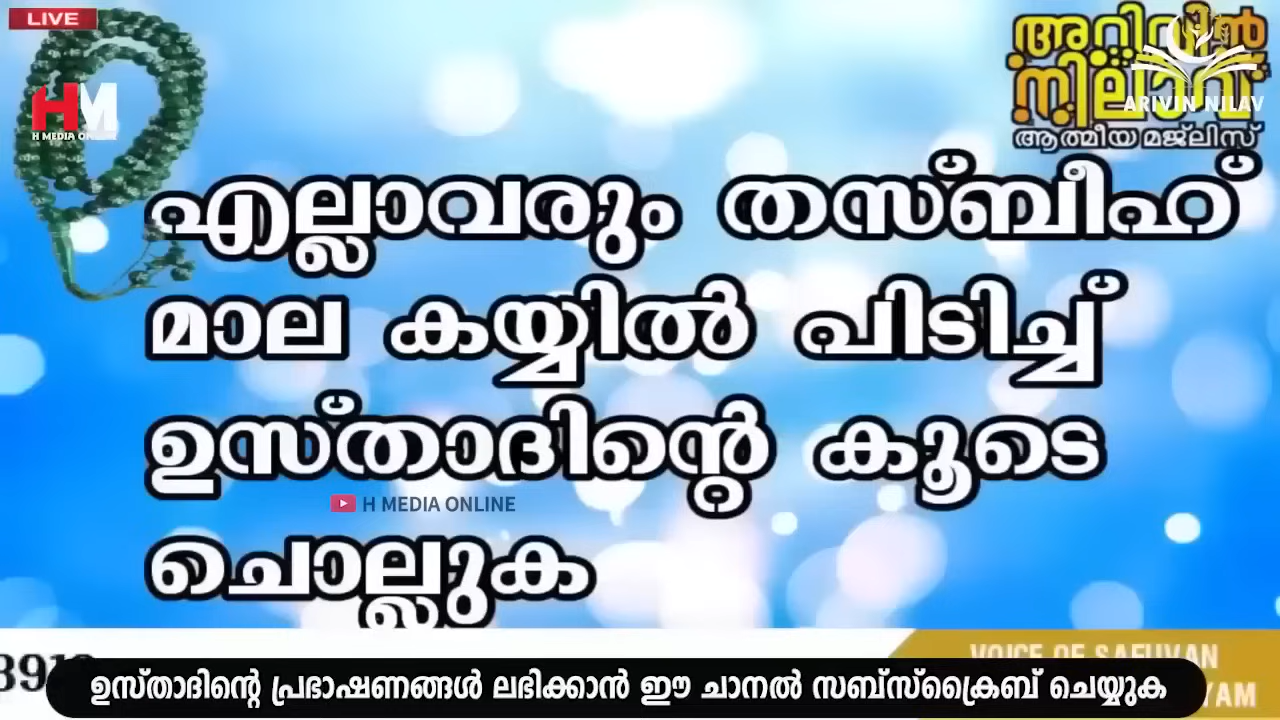 LIVE
HM
H MEDIA ONLINE
അറിവിൻ
നിലാവ്
ARIVIN NILAV
ആത്മീയ മജ്ലിസ്
എല്ലാവരും തസ്ബീഹ്
മാല കയ്യിൽ പിടിച്ച്
ഉസ്താദിന്റെ കൂടെ
H MEDIA ONLINE
ചൊല്ലുക
VOICE OF SAFUVAN
ഉസ്താദിന്റെ പ്രഭാഷണങ്ങൾ ലഭിക്കാൻ ഈ ചാനൽ സബ്സ്ക്രൈബ് ചെയ്യുക